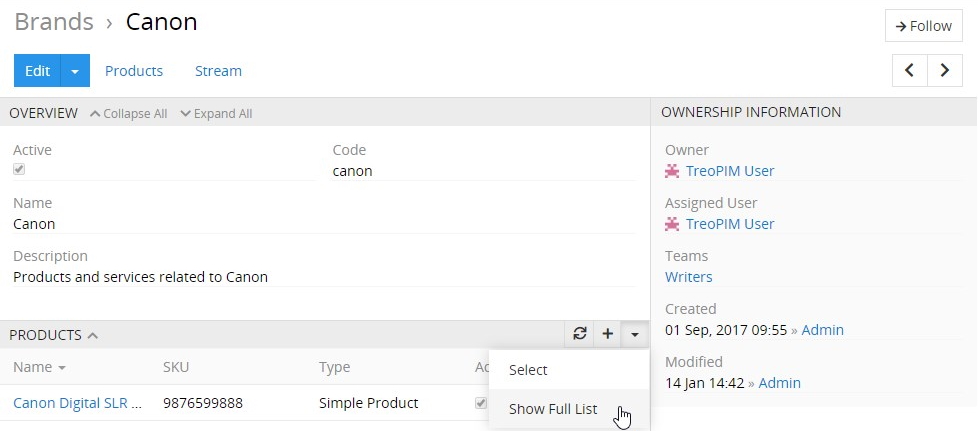 Brands › Canon
→ Follow
Edit Products Stream
OVERVIEW Collapse All Expand All
Active
Code
canon
Name
Canon
Description
Products and services related to Canon
PRODUCTS
Name SKU Type Ac
Canon Digital SLR ... 9876599888 Simple Product
Select
Show Full List
OWNERSHIP INFORMATION
Owner
TreoPIM User
Assigned User
TreoPIM User
Teams
Writers
Created
01 Sep, 2017 09:55 » Admin
Modified
14 Jan 14:42 » Admin